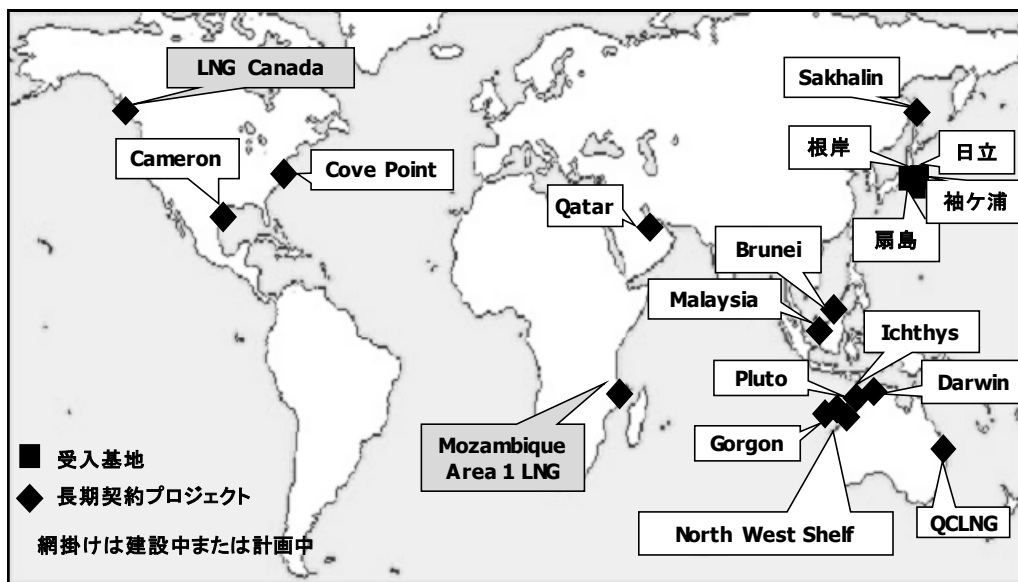 LNG Canada
Sakhalin
根岸
日立
Cameron
Cove Point
袖ケ浦
Qatar
扇島
Brunei
Malaysia
Ichthys
Pluto
Darwin
Gorgon
Mozambique
Area 1 LNG
受入基地
長期契約プロジェクト
North West Shelf
QCLNG
網掛けは建設中または計画中